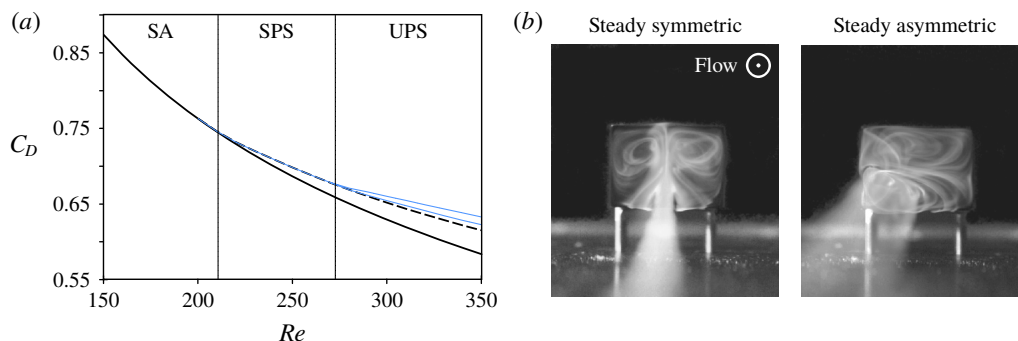 (a)
SA SPS UPS
0.85
0.75
C_D
0.65
0.55
150 200 250 300 350
Re
(b)
Steady symmetric Steady asymmetric
Flow